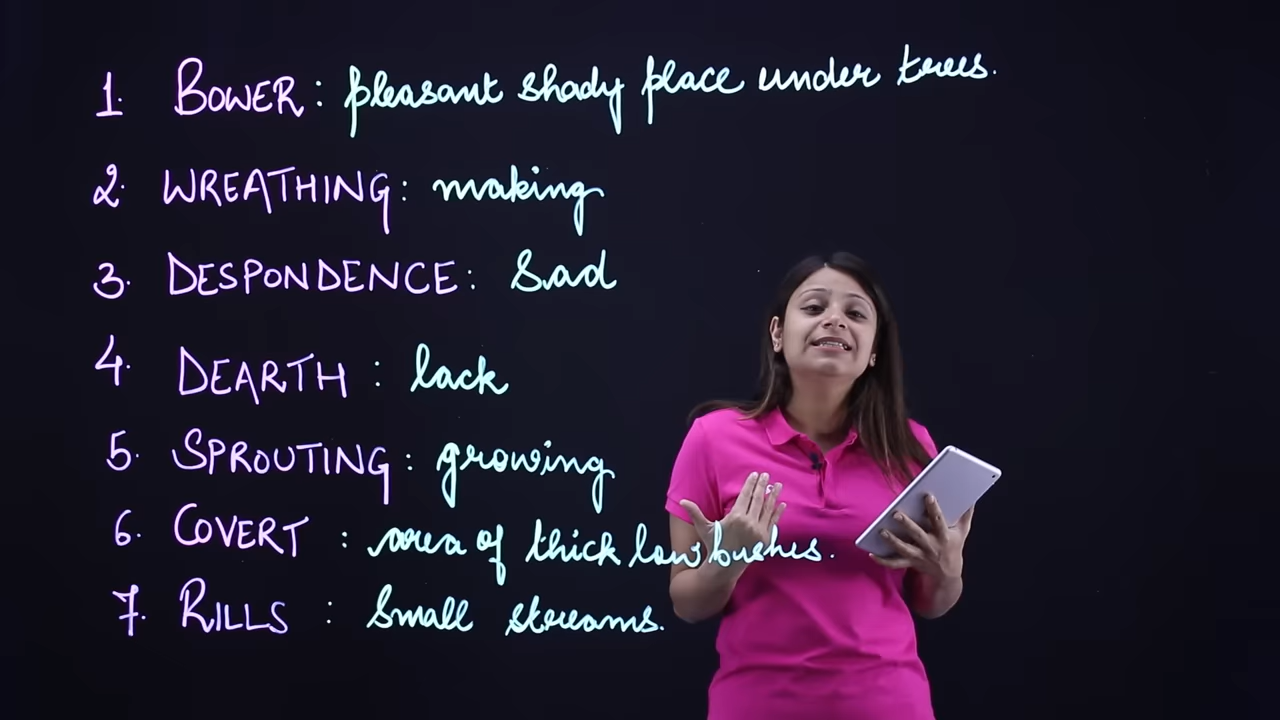 1. BOWER: pleasant shady place under trees.
2. WREATHING: making
3. DESPONDENCE: Sad
4. DEARTH: lack
5. SPROUTING: growing
6. COVERT: area of thick low bushes.
7. RILLS: Small streams.